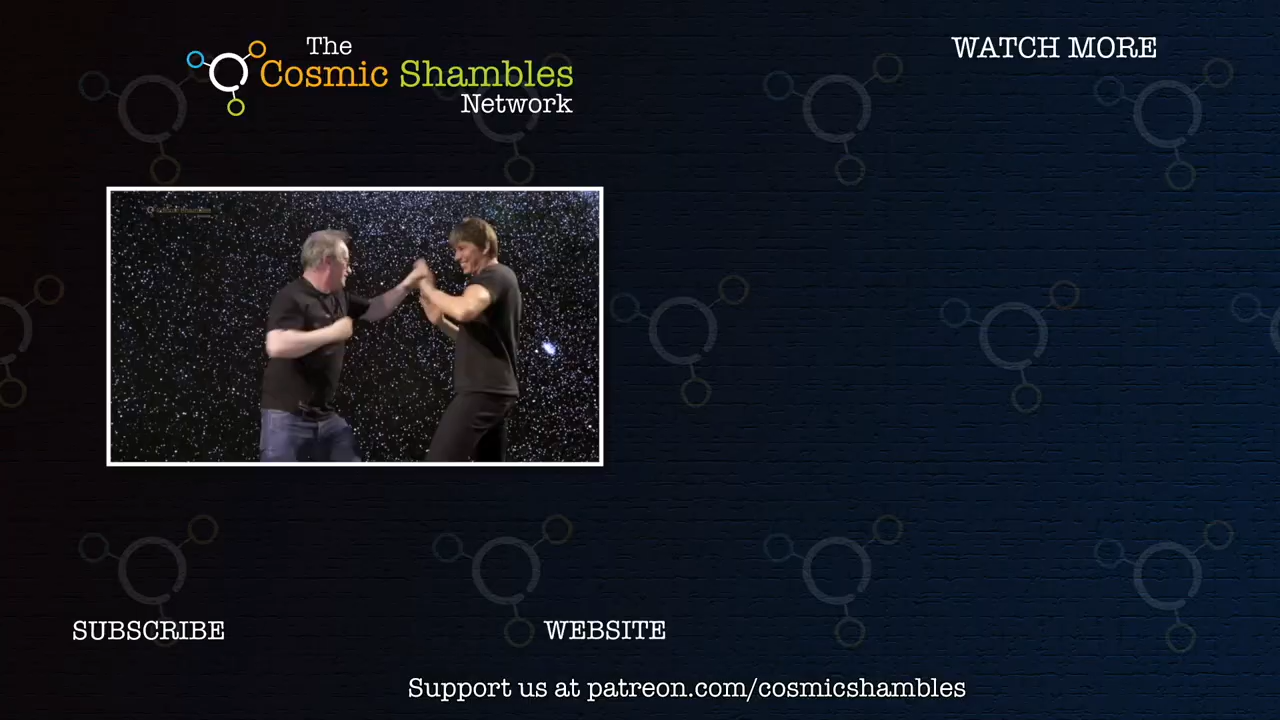 The
Cosmic Shambles
Network
WATCH MORE
SUBSCRIBE
WEBSITE
Support us at patreon.com/cosmicshambles